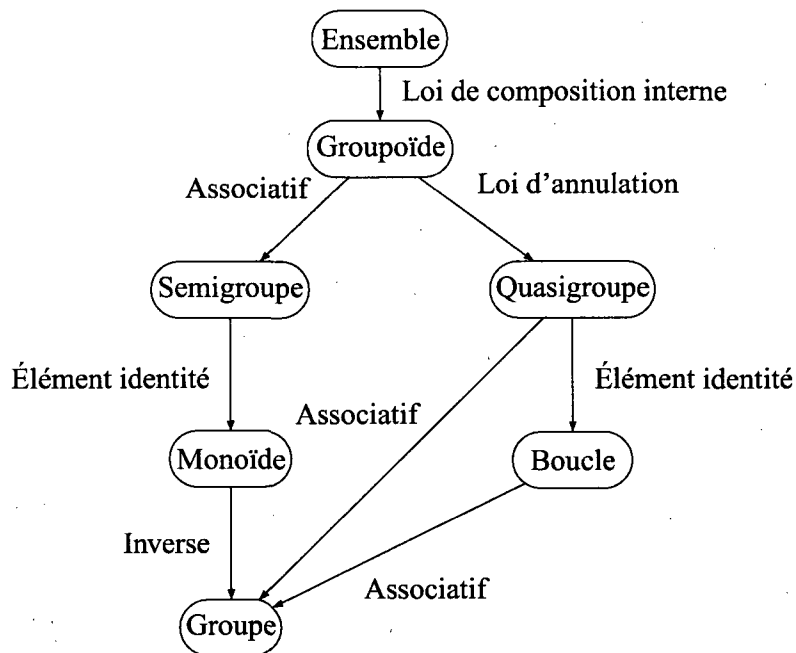 Ensemble
Loi de composition interne
Groupoïde
Associatif
Loi d'annulation
Semigroupe
Quasigroupe
Élément identité
Élément identité
Associatif
Monoïde
Boucle
Inverse
Associatif
Groupe